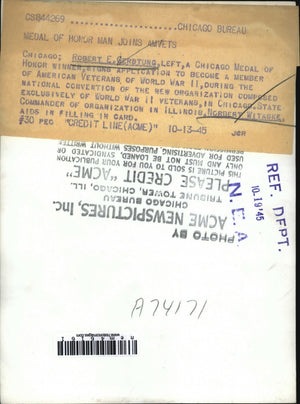 CS844269 CHICAGO BUREAU
MEDAL OF HONOR MAN JOINS AMVETS
CHICAGO; ROBERT E. GERSTUNG, LEFT, A CHICAGO MEDAL OF
HONOR WINNER, SIGNS APPLICATION TO BECOME A MEMBER
OF AMERICAN VETERANS OF WORLD WAR II, DURING THE
NATIONAL CONVENTION OF THE NEW ORGANIZATION COMPOSED
EXCLUSIVELY OF WORLD WAR II VETERANS, IN CHICAGO. STATE
COMMANDER OF ORGANIZATION IN ILLINOIS, NORBERT
AIDS IN FILLING IN CARD.
#30 PEC "CREDIT LINE (ACME) 10-13-45 JGR
REF. DEPT.
10.19'45
N. E. A.
PHOTO BY
ACME NEWSPICTURES, Inc.
CHICAGO BUREAU
TRIBUNE TOWER, CHICAGO, ILL.
PLEASE CREDIT "ACME"
THIS PICTURE IS SOLD TO YOU FOR YOUR PUBLICATION
ONLY AND MUST NOT BE LOANED, SYNDICATED OR
USED FOR ADVERTISING PURPOSES WITHOUT WRITTEN
A74171